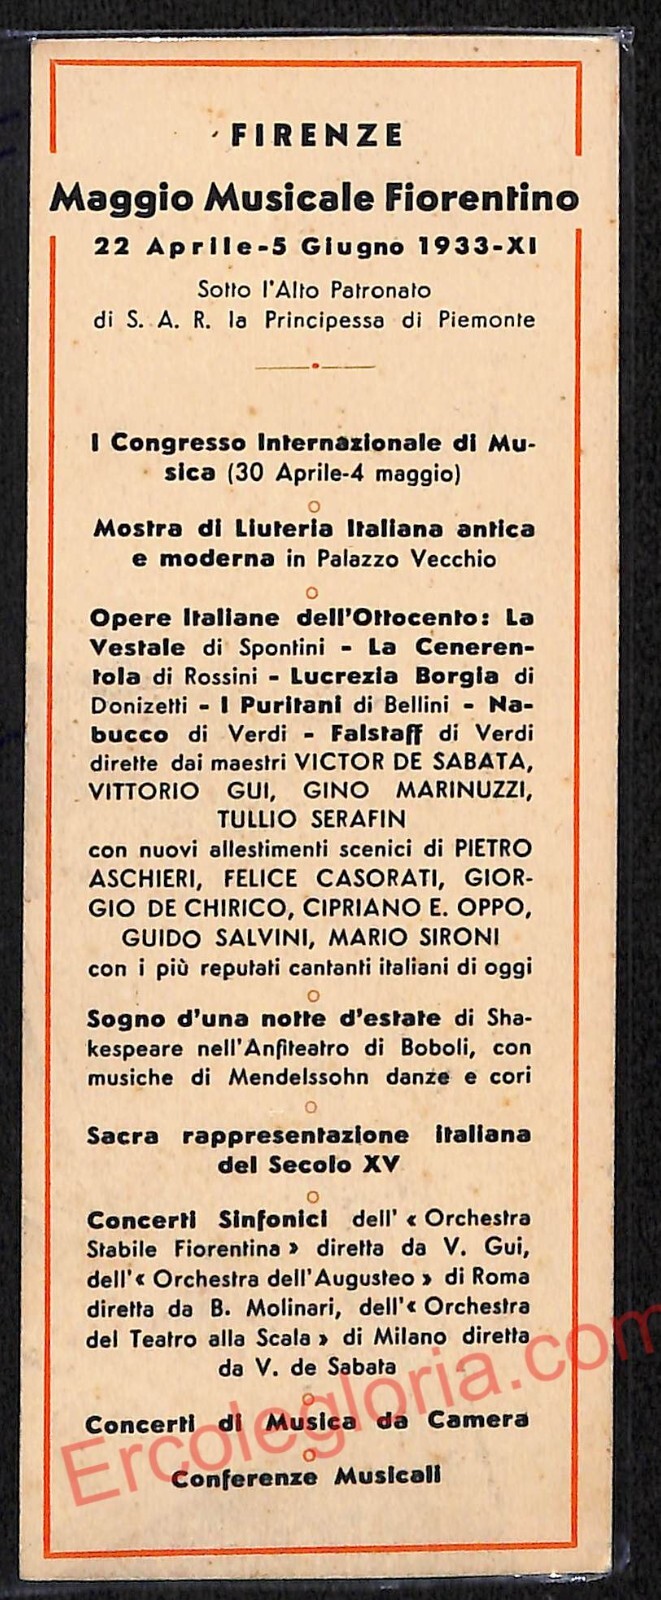 FIRENZE
Maggio Musicale Fiorentino
22 Aprile-5 Giugno 1933-XI
Sotto l'Alto Patronato
di S. A. R. la Principessa di Piemonte
I Congresso Internazionale di Mu-
sica (30 Aprile-4 maggio)
Mostra di Liuteria Italiana antica
e moderna in Palazzo Vecchio
Opere Italiane dell'Ottocento: La
Vestale di Spontini - La Ceneren-
tola di Rossini - Lucrezia Borgia di
Donizetti - I Puritani di Bellini - Na-
bucco di Verdi - Falstaff di Verdi
dirette dai maestri VICTOR DE SABATA,
VITTORIO GUI, GINO MARINUZZI,
TULLIO SERAFIN
con nuovi allestimenti scenici di PIETRO
ASCHIERI, FELICE CASORATI, GIOR-
GIO DE CHIRICO, CIPRIANO E. OPPO,
GUIDO SALVINI, MARIO SIRONI
con i più reputati cantanti italiani di oggi
Sogno d'una notte d'estate di Sha-
kespeare nell'Anfiteatro di Boboli, con
musiche di Mendelssohn danze e cori
Sacra rappresentazione italiana
del Secolo XV
Concerti Sinfonici dell' « Orchestra
Stabile Fiorentina » diretta da V. Gui,
dell'« Orchestra dell'Augusteo » di Roma
diretta da B. Molinari, dell'« Orchestra
del Teatro alla Scala » di Milano diretta
da V. de Sabata
Concerti di Musica da Camera
Conferenze Musicali
Ercolegloria.com